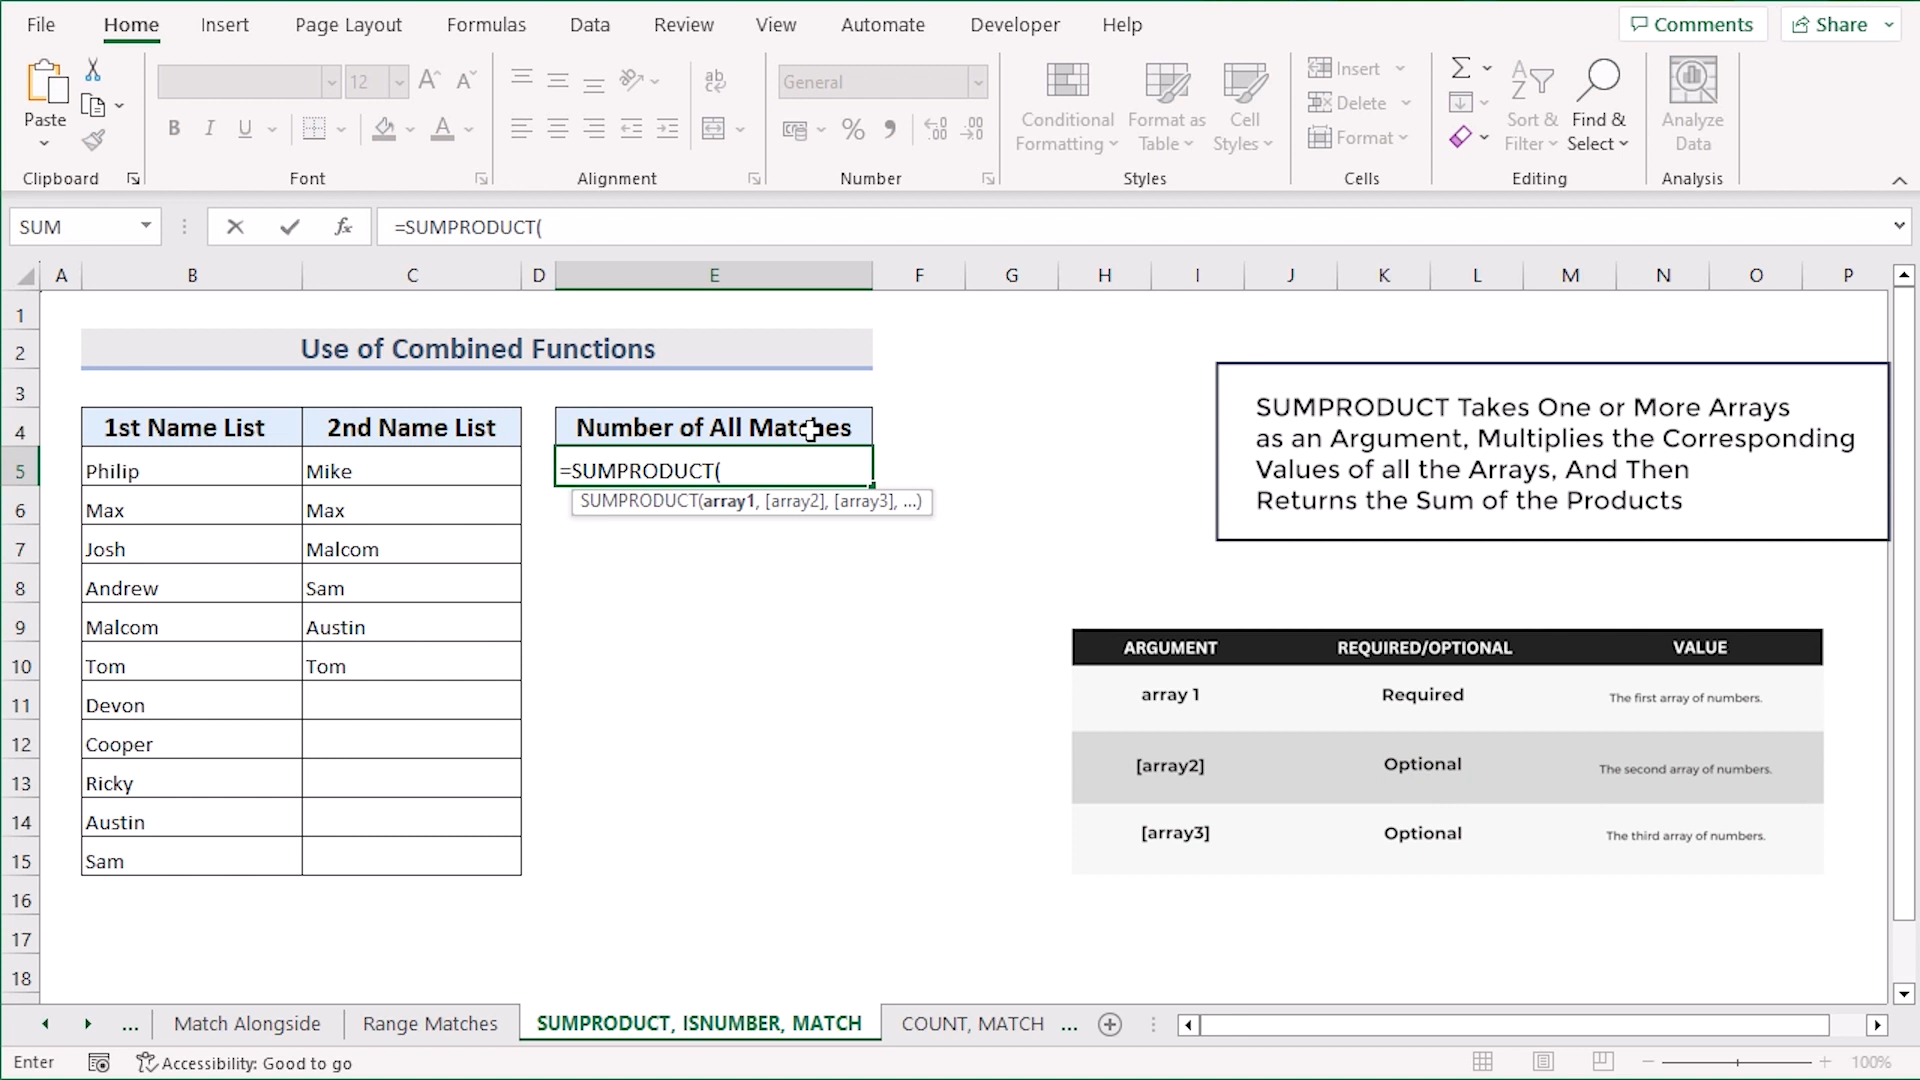 File Home Insert Page Layout Formulas Data Review View Automate Developer Help Comments Share
12 A A ab General Insert Σ A
Paste Delete Z
B I U A % Conditional Format as Cell Format Sort & Find & Analyze
Formatting Table Styles Filter Select Data
Clipboard Font Alignment Number Styles Cells Editing Analysis
SUM fx =SUMPRODUCT(
A B C D E F G H I J K L M N O P
1
2 Use of Combined Functions
3
4 1st Name List 2nd Name List Number of All Matches
5 Philip Mike =SUMPRODUCT(
SUMPRODUCT(array1, [array2], [array3], ...)
6 Max Max
7 Josh Malcom
8 Andrew Sam
9 Malcom Austin
10 Tom Tom
11 Devon
12 Cooper
13 Ricky
14 Austin
15 Sam
16
17
18
SUMPRODUCT Takes One or More Arrays
as an Argument, Multiplies the Corresponding
Values of all the Arrays, And Then
Returns the Sum of the Products
ARGUMENT REQUIRED/OPTIONAL VALUE
array 1 Required The first array of numbers.
[array2] Optional The second array of numbers.
[array3] Optional The third array of numbers.
... Match Alongside Range Matches SUMPRODUCT, ISNUMBER, MATCH COUNT, MATCH ...
Enter Accessibility: Good to go 100%